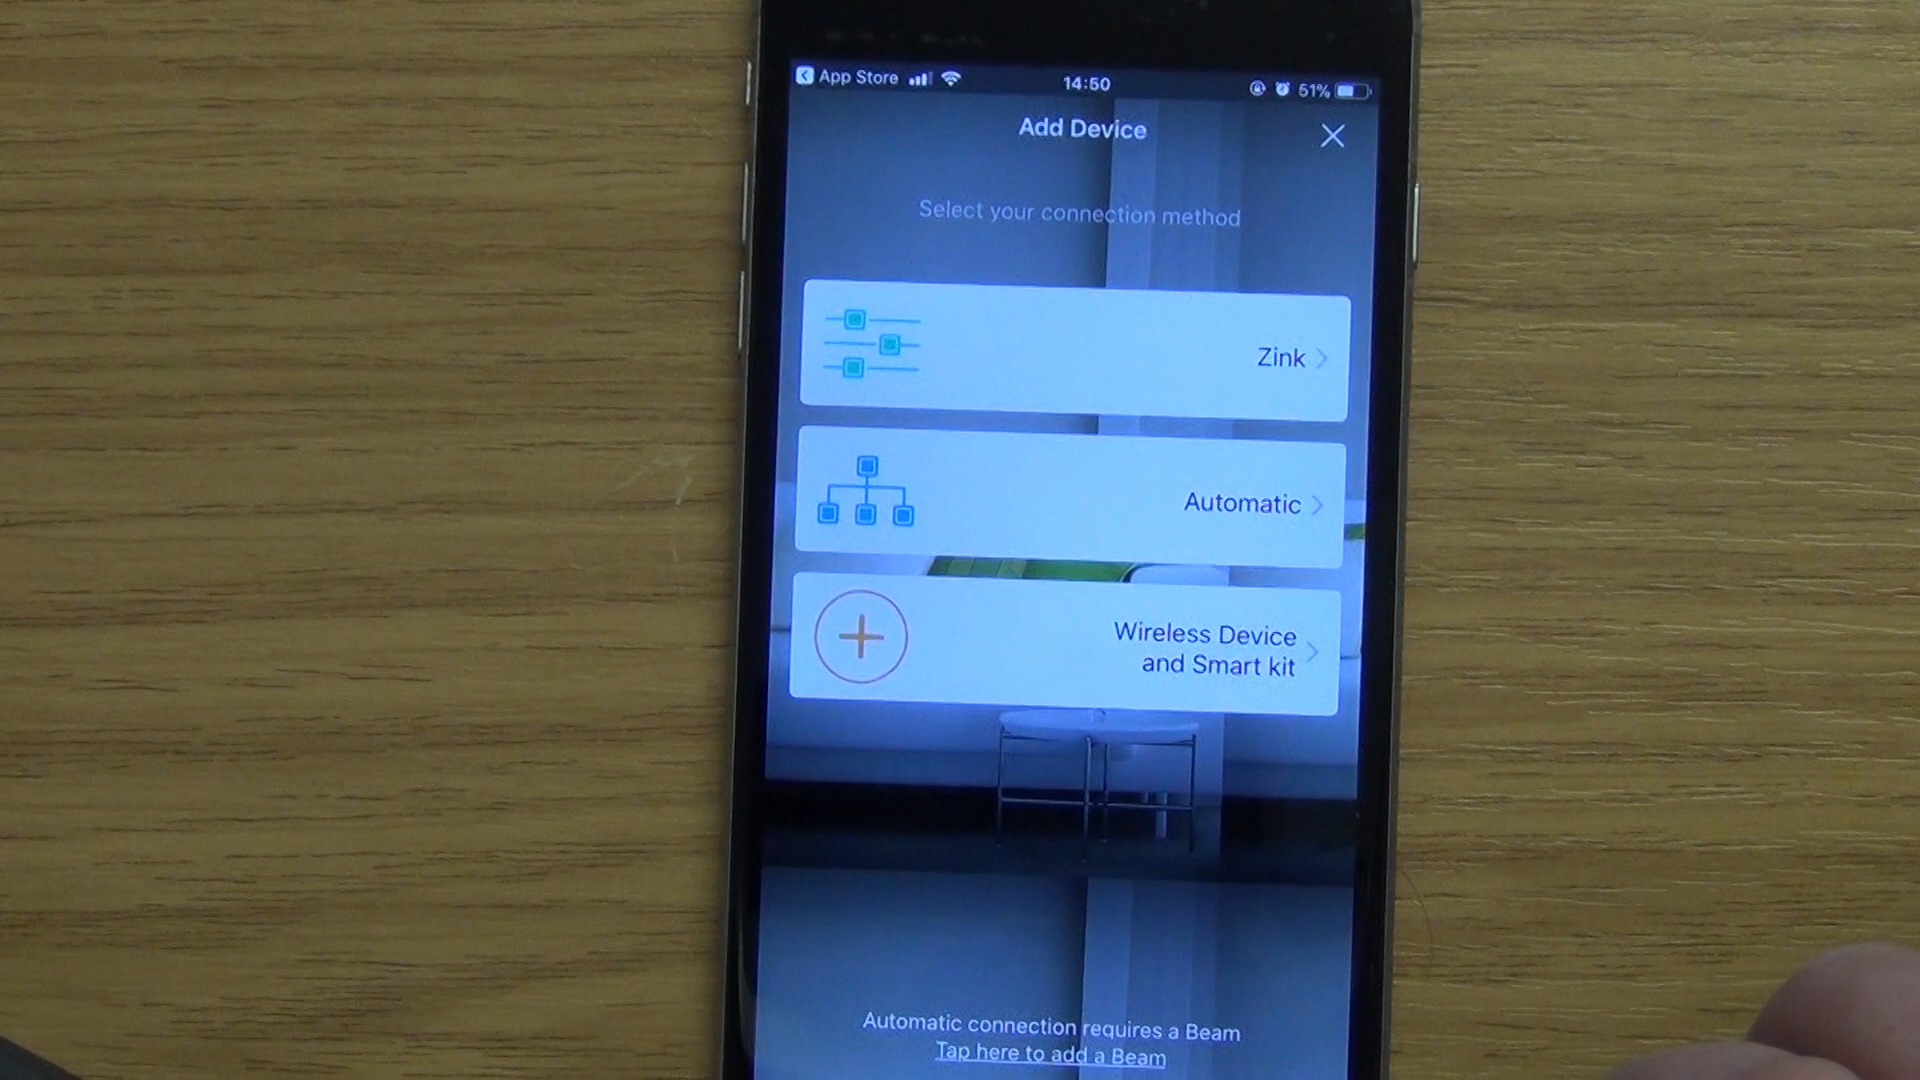 App Store
14:50
51%
Add Device
Select your connection method
Zink
Automatic
Wireless Device
and Smart kit
Automatic connection requires a Beam
Tap here to add a Beam